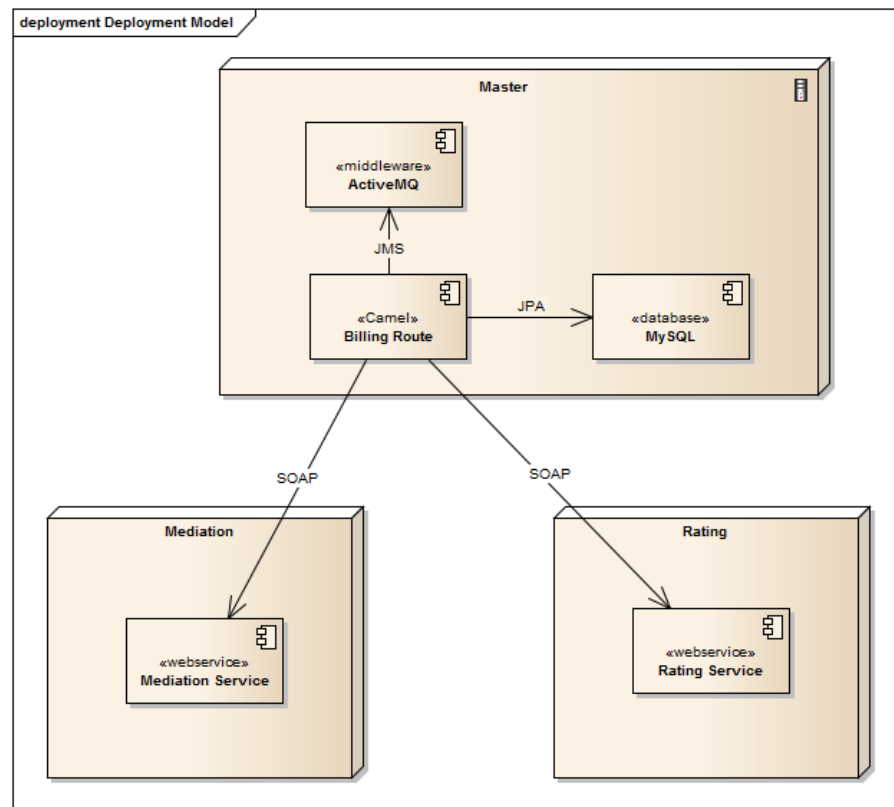 deployment Deployment Model
Master
«middleware»
ActiveMQ
JMS
«Camel»
Billing Route
JPA
«database»
MySQL
SOAP
SOAP
Mediation
«webservice»
Mediation Service
Rating
«webservice»
Rating Service